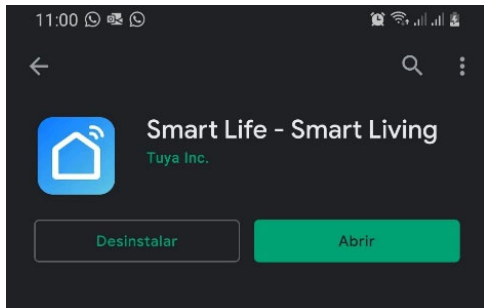 11:00
Smart Life - Smart Living
Tuya Inc.
Desinstalar
Abrir